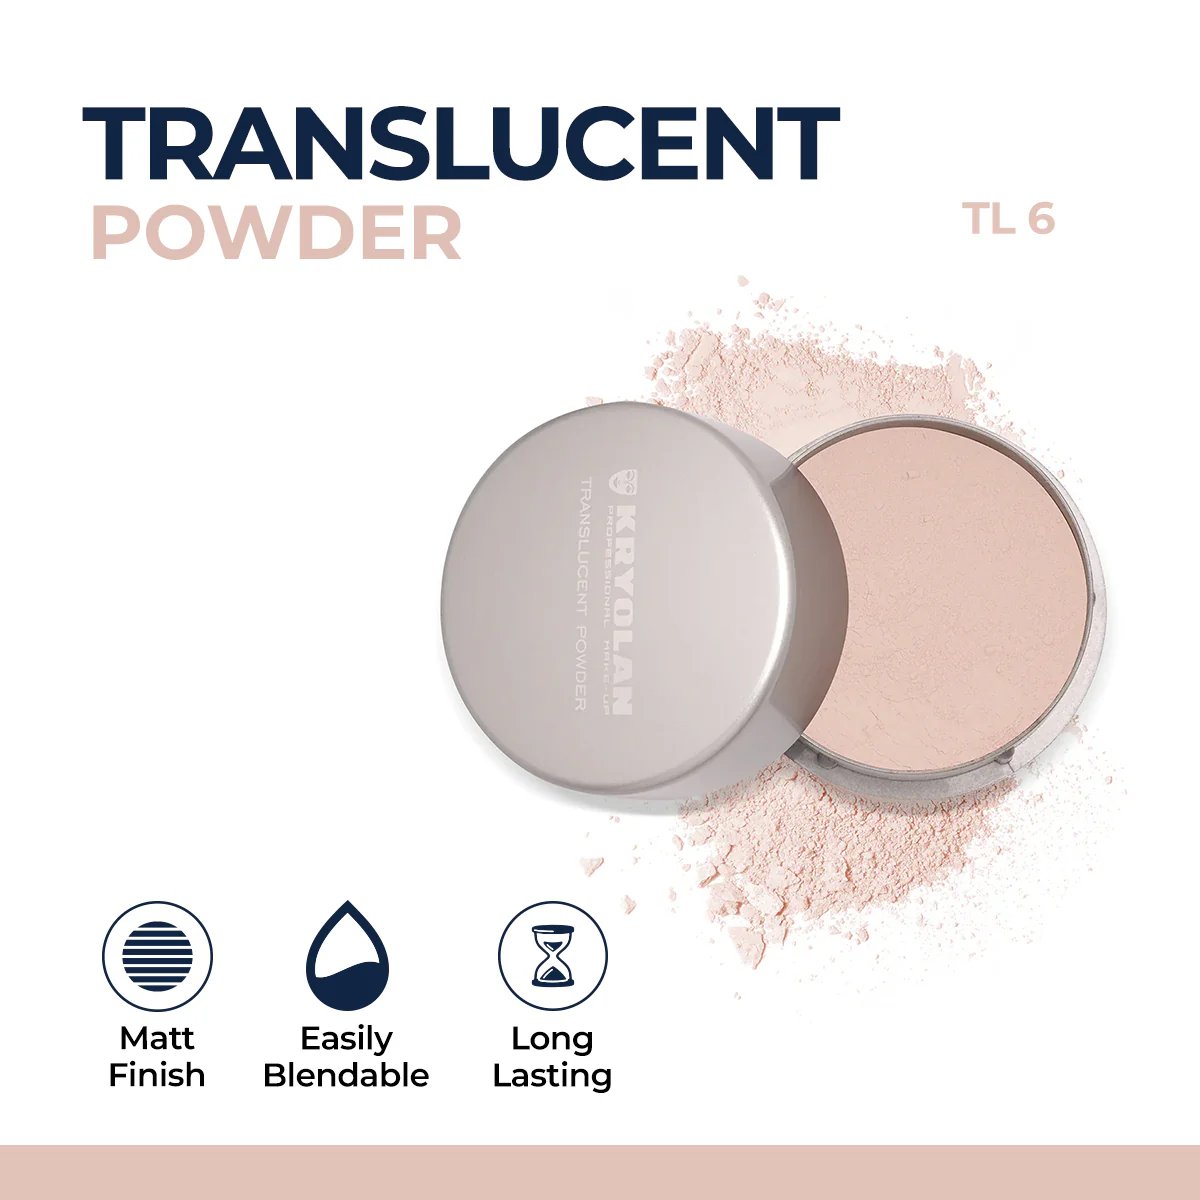 TRANSLUCENT
POWDER
TL 6
KRYOLAN
PROFESSIONAL MAKE-UP
TRANSLUCENT POWDER
Matt
Finish
Easily
Blendable
Long
Lasting